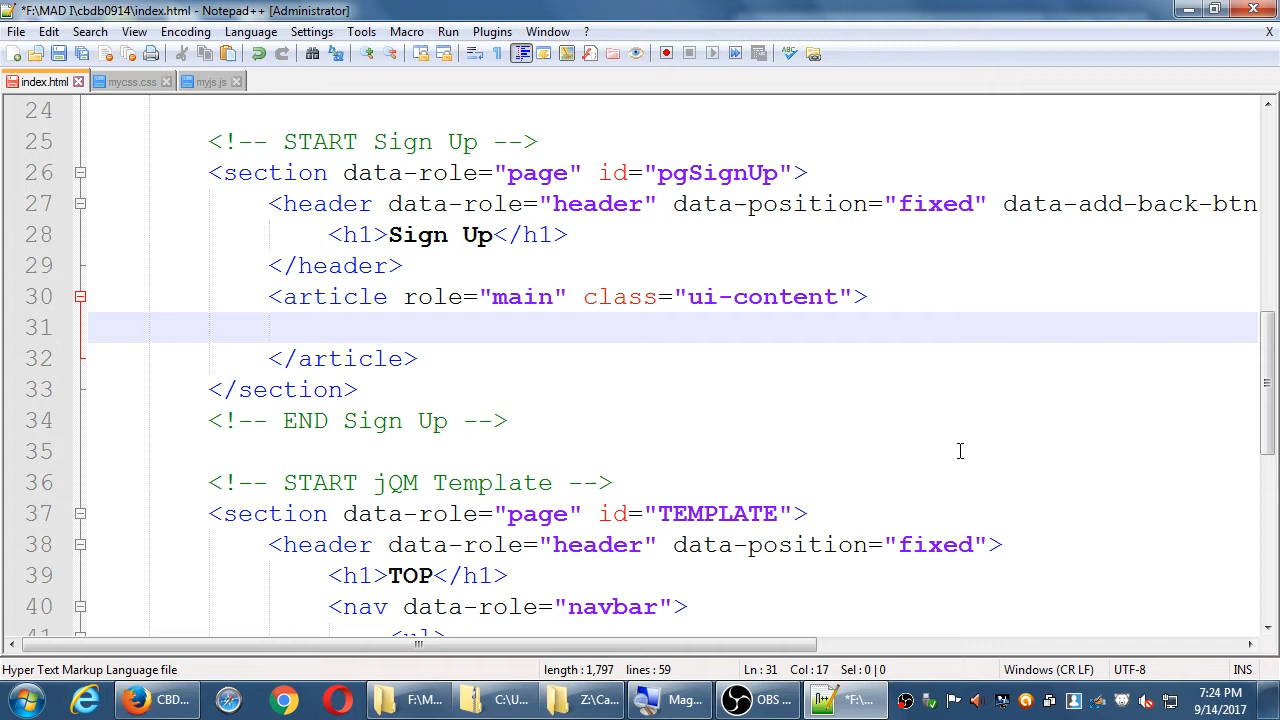 *F:\MAD I\cbdb0914\index.html - Notepad++ [Administrator]
File Edit Search View Encoding Language Settings Tools Macro Run Plugins Window ? X
index.html mycss.css myjs.js
24
25 <!-- START Sign Up -->
26 <section data-role="page" id="pgSignUp">
27 <header data-role="header" data-position="fixed" data-add-back-btn
28 <h1>Sign Up</h1>
29 </header>
30 <article role="main" class="ui-content">
31
32 </article>
33 </section>
34 <!-- END Sign Up -->
35
36 <!-- START jQM Template -->
37 <section data-role="page" id="TEMPLATE">
38 <header data-role="header" data-position="fixed">
39 <h1>TOP</h1>
40 <nav data-role="navbar">
41 <ul>
Hyper Text Markup Language file length : 1,797 lines : 59 Ln : 31 Col : 17 Sel : 0 | 0 Windows (CR LF) UTF-8 INS
CBD... F:\M... C:\U... Z:\Ca... Mag... OBS ... *F:\... 7:24 PM
9/14/2017